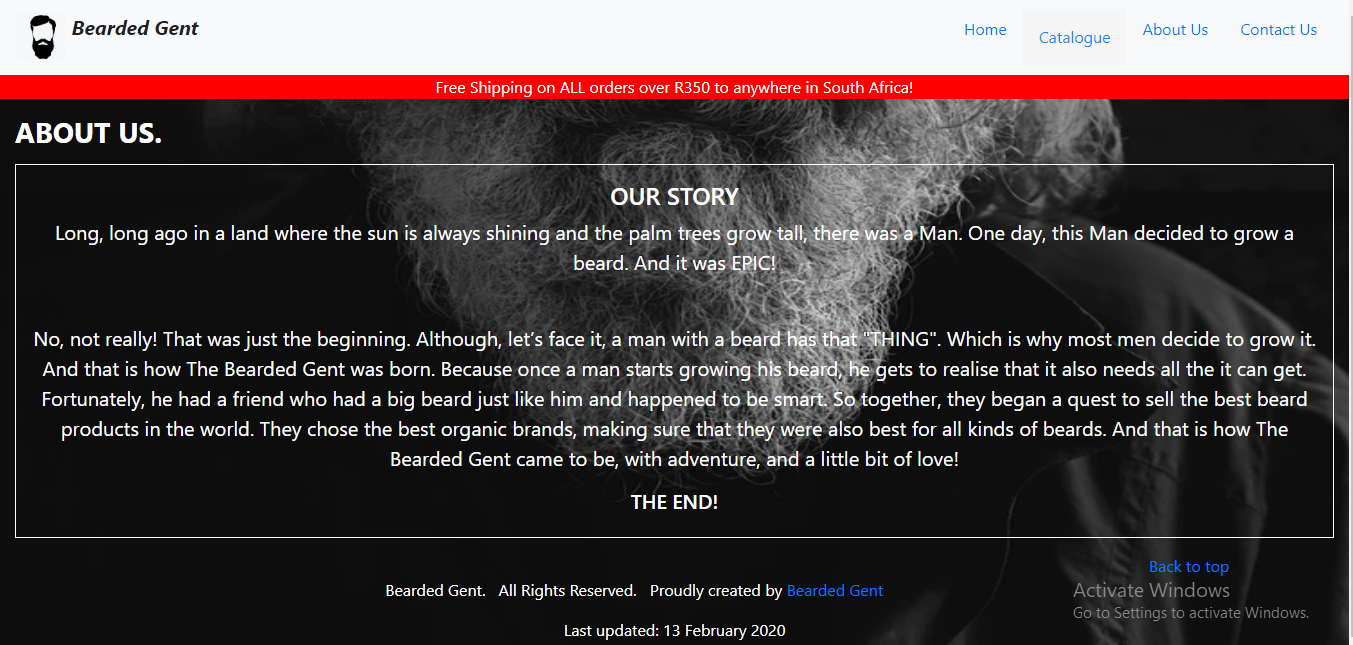 Bearded Gent
Home
Catalogue
About Us
Contact Us
Free Shipping on ALL orders over R350 to anywhere in South Africa!
ABOUT US.
OUR STORY
Long, long ago in a land where the sun is always shining and the palm trees grow tall, there was a Man. One day, this Man decided to grow a
beard. And it was EPIC!
No, not really! That was just the beginning. Although, let’s face it, a man with a beard has that "THING". Which is why most men decide to grow it.
And that is how The Bearded Gent was born. Because once a man starts growing his beard, he gets to realise that it also needs all the it can get.
Fortunately, he had a friend who had a big beard just like him and happened to be smart. So together, they began a quest to sell the best beard
products in the world. They chose the best organic brands, making sure that they were also best for all kinds of beards. And that is how The
Bearded Gent came to be, with adventure, and a little bit of love!
THE END!
Back to top
Bearded Gent. All Rights Reserved. Proudly created by Bearded Gent
Activate Windows
Go to Settings to activate Windows.
Last updated: 13 February 2020